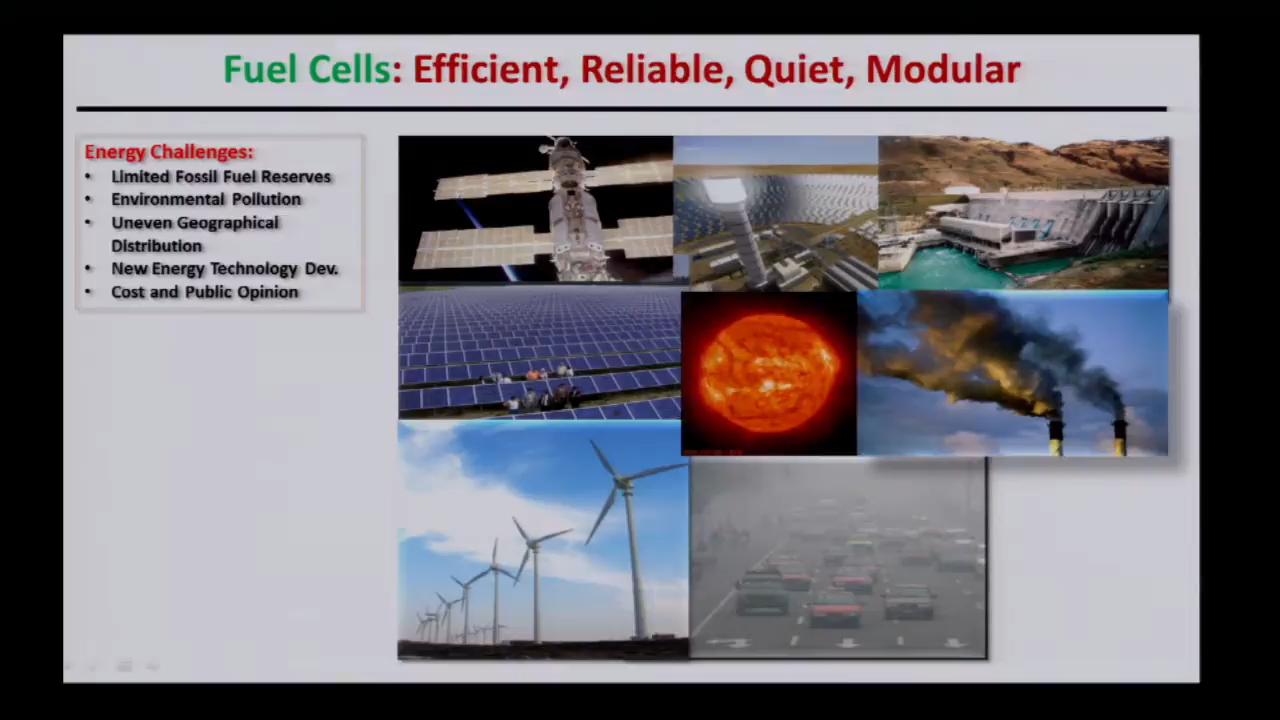 Fuel Cells: Efficient, Reliable, Quiet, Modular
Energy Challenges:
• Limited Fossil Fuel Reserves
• Environmental Pollution
• Uneven Geographical
Distribution
• New Energy Technology Dev.
• Cost and Public Opinion